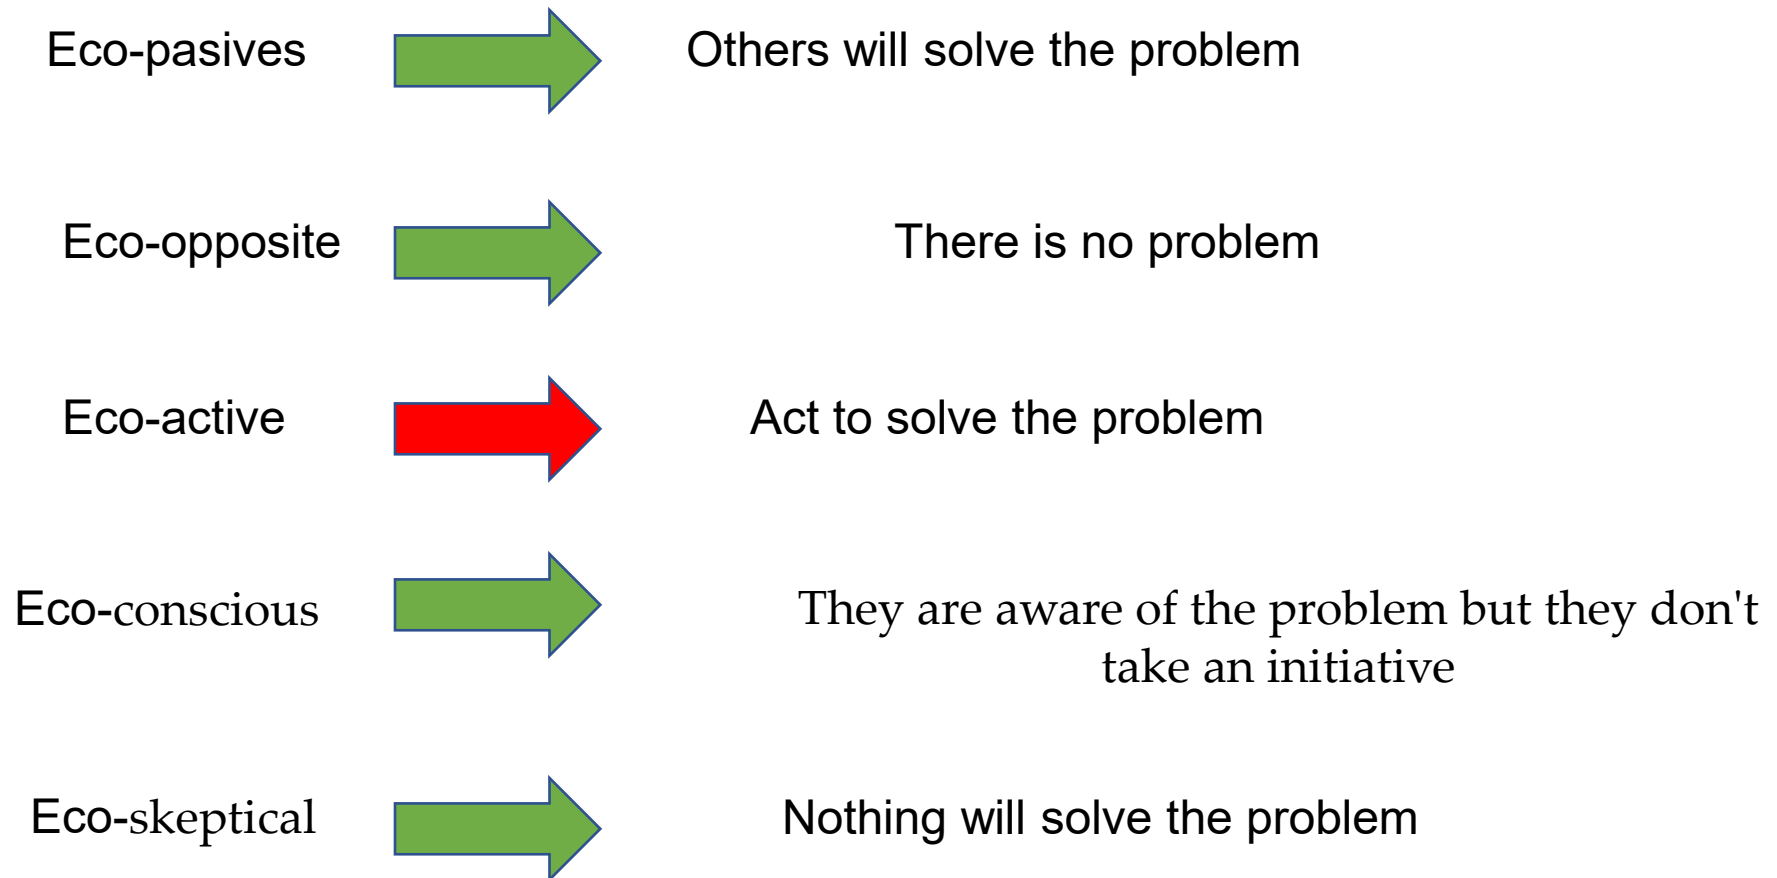 Eco-pasives Others will solve the problem
Eco-opposite There is no problem
Eco-active Act to solve the problem
Eco-conscious They are aware of the problem but they don't
take an initiative
Eco-skeptical Nothing will solve the problem